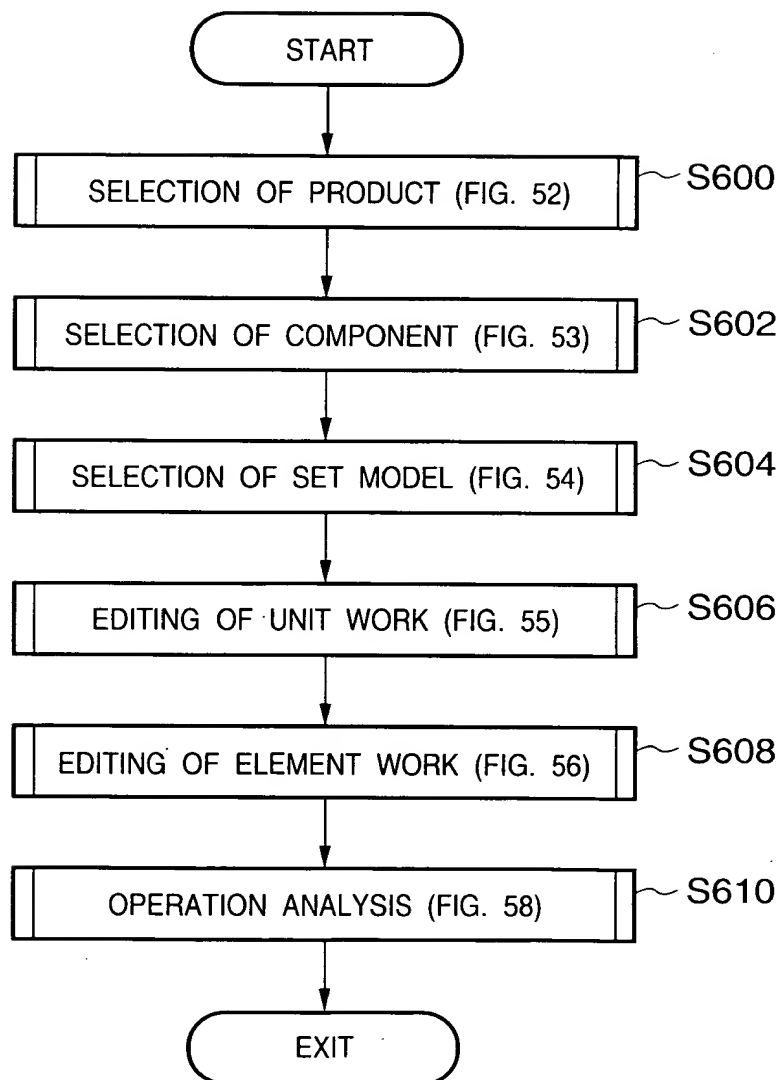 START
SELECTION OF PRODUCT (FIG. 52)
S600
SELECTION OF COMPONENT (FIG. 53)
S602
SELECTION OF SET MODEL (FIG. 54)
S604
EDITING OF UNIT WORK (FIG. 55)
S606
EDITING OF ELEMENT WORK (FIG. 56)
S608
OPERATION ANALYSIS (FIG. 58)
S610
EXIT